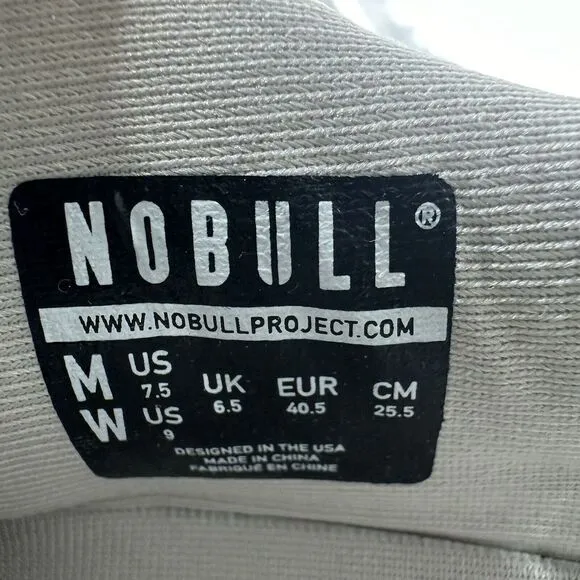 NOBULL®
WWW.NOBULLPROJECT.COM
M US 7.5 UK 6.5 EUR 40.5 CM 25.5
W US 9
DESIGNED IN THE USA
MADE IN CHINA
FABRIQUÉ EN CHINE